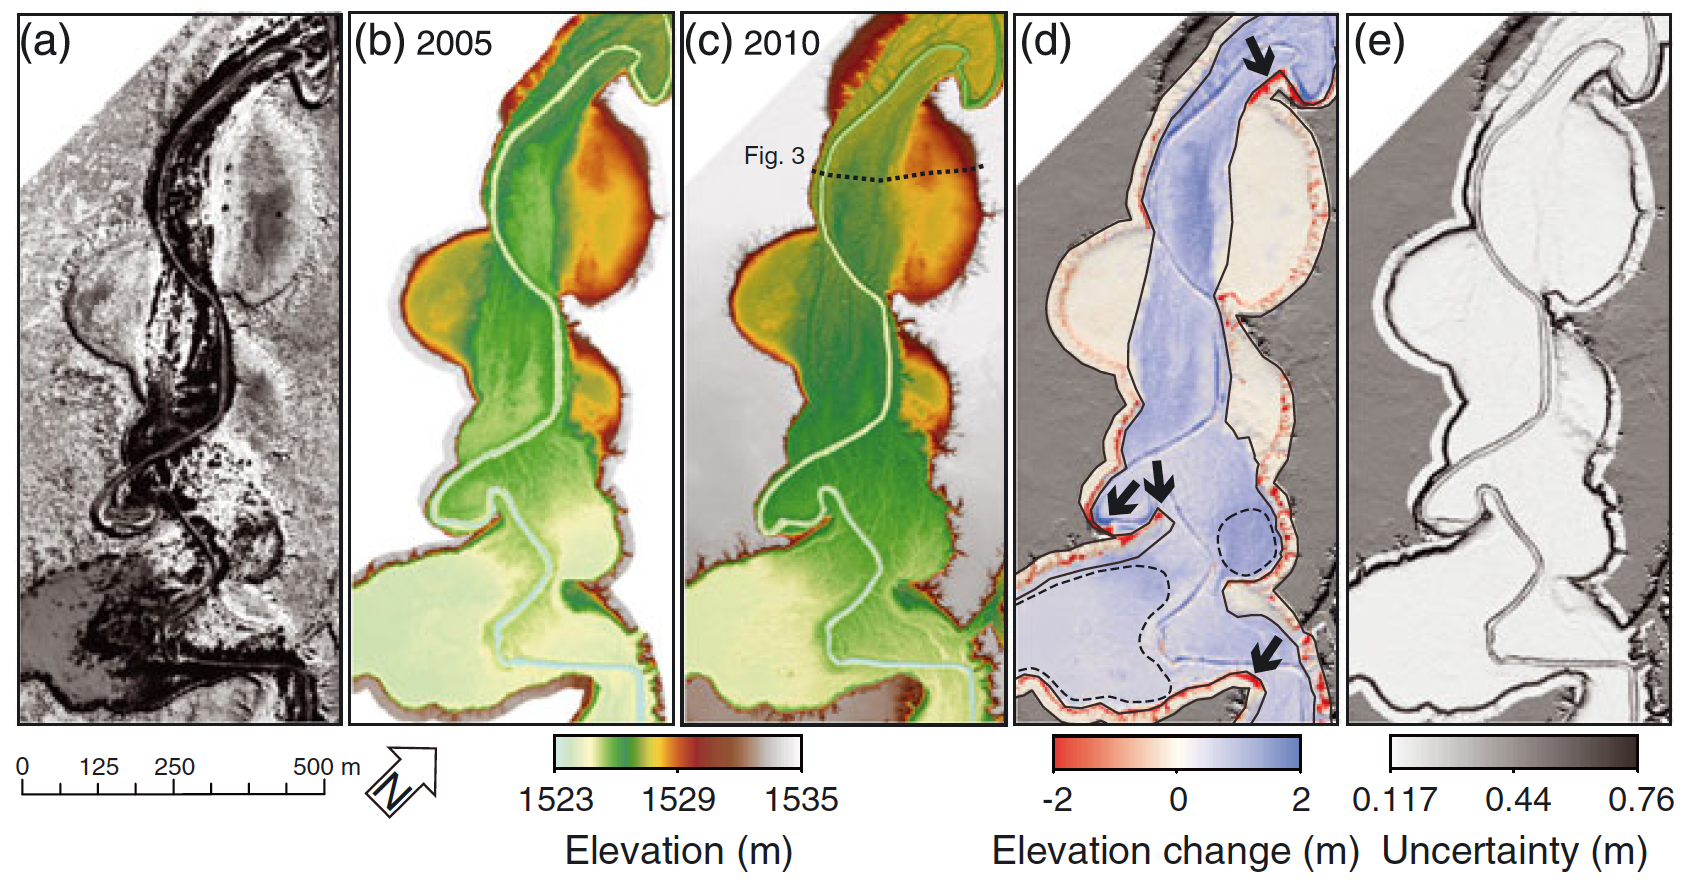 (a) (b) 2005 (c) 2010 (d) (e)
Fig. 3
0 125 250 500 m
N
1523 1529 1535
Elevation (m)
-2 0 2
Elevation change (m)
0.117 0.44 0.76
Uncertainty (m)